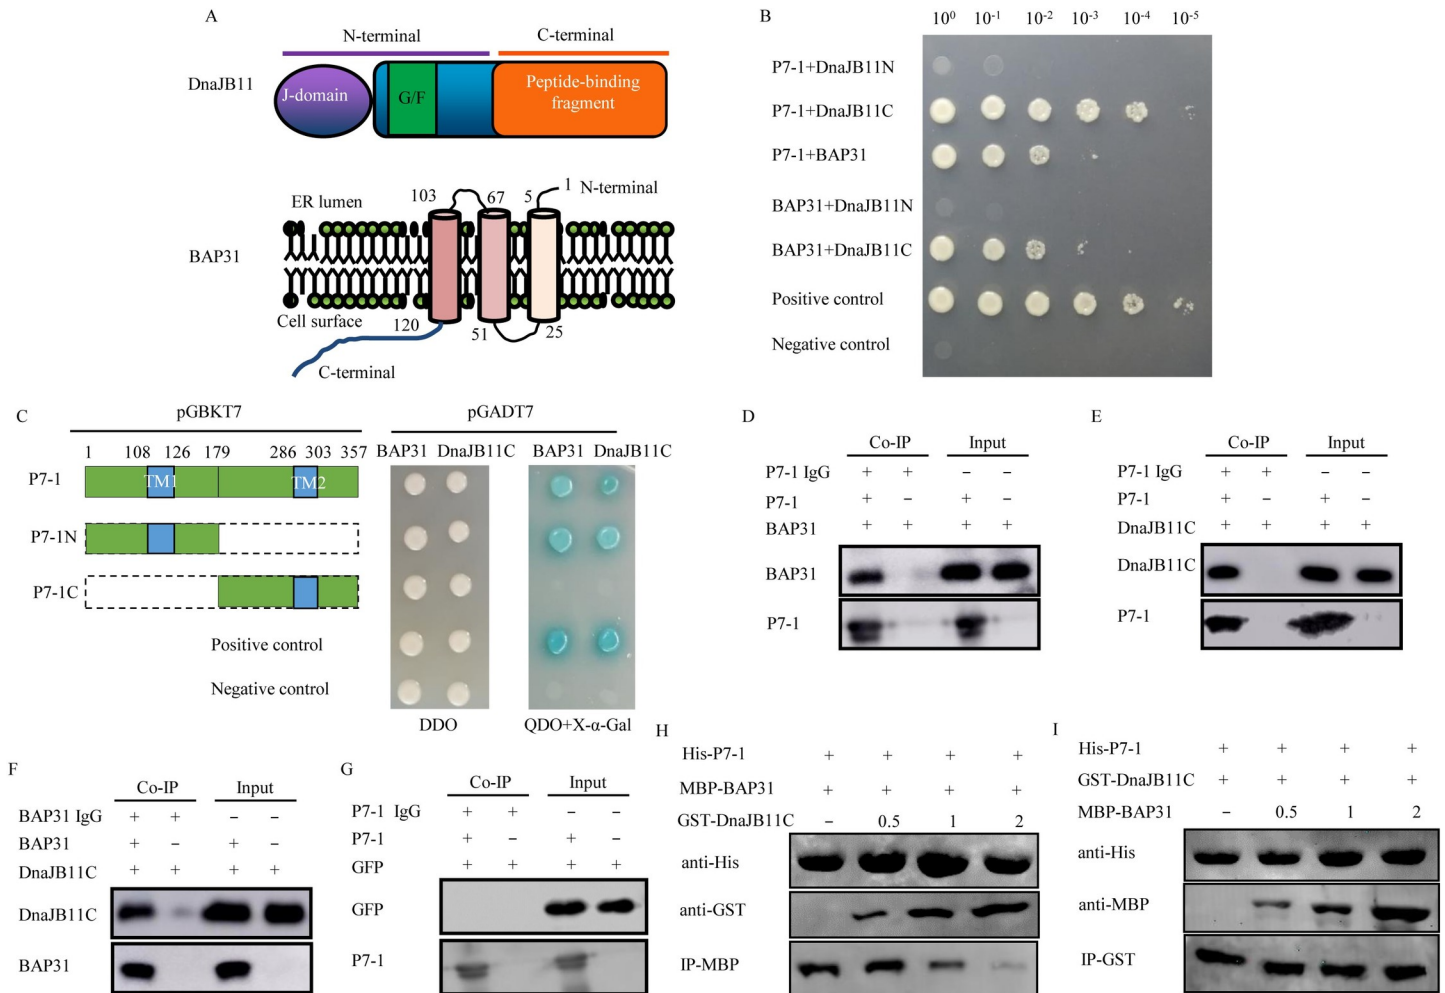 A
N-terminal C-terminal
DnaJB11
J-domain G/F Peptide-binding
fragment
103 67 5 1 N-terminal
ER lumen
BAP31
Cell surface
120 51 25
C-terminal
B
10⁰ 10⁻¹ 10⁻² 10⁻³ 10⁻⁴ 10⁻⁵
P7-1+DnaJB11N
P7-1+DnaJB11C
P7-1+BAP31
BAP31+DnaJB11N
BAP31+DnaJB11C
Positive control
Negative control
C
pGBKT7 pGADT7
1 108 126 179 286 303 357
BAP31 DnaJB11C BAP31 DnaJB11C
P7-1 TM1 TM2
P7-1N
P7-1C
Positive control
Negative control
DDO QDO+X-α-Gal
D
Co-IP Input
P7-1 IgG + + − −
P7-1 + − + −
BAP31 + + + +
BAP31
P7-1
E
Co-IP Input
P7-1 IgG + + − −
P7-1 + − + −
DnaJB11C + + + +
DnaJB11C
P7-1
F
Co-IP Input
BAP31 IgG + + − −
BAP31 + − + −
DnaJB11C + + + +
DnaJB11C
BAP31
G
Co-IP Input
P7-1 IgG + + − −
P7-1 + − + −
GFP + + + +
GFP
P7-1
H
His-P7-1 + + + +
MBP-BAP31 + + + +
GST-DnaJB11C − 0.5 1 2
anti-His
anti-GST
IP-MBP
I
His-P7-1 + + + +
GST-DnaJB11C + + + +
MBP-BAP31 − 0.5 1 2
anti-His
anti-MBP
IP-GST